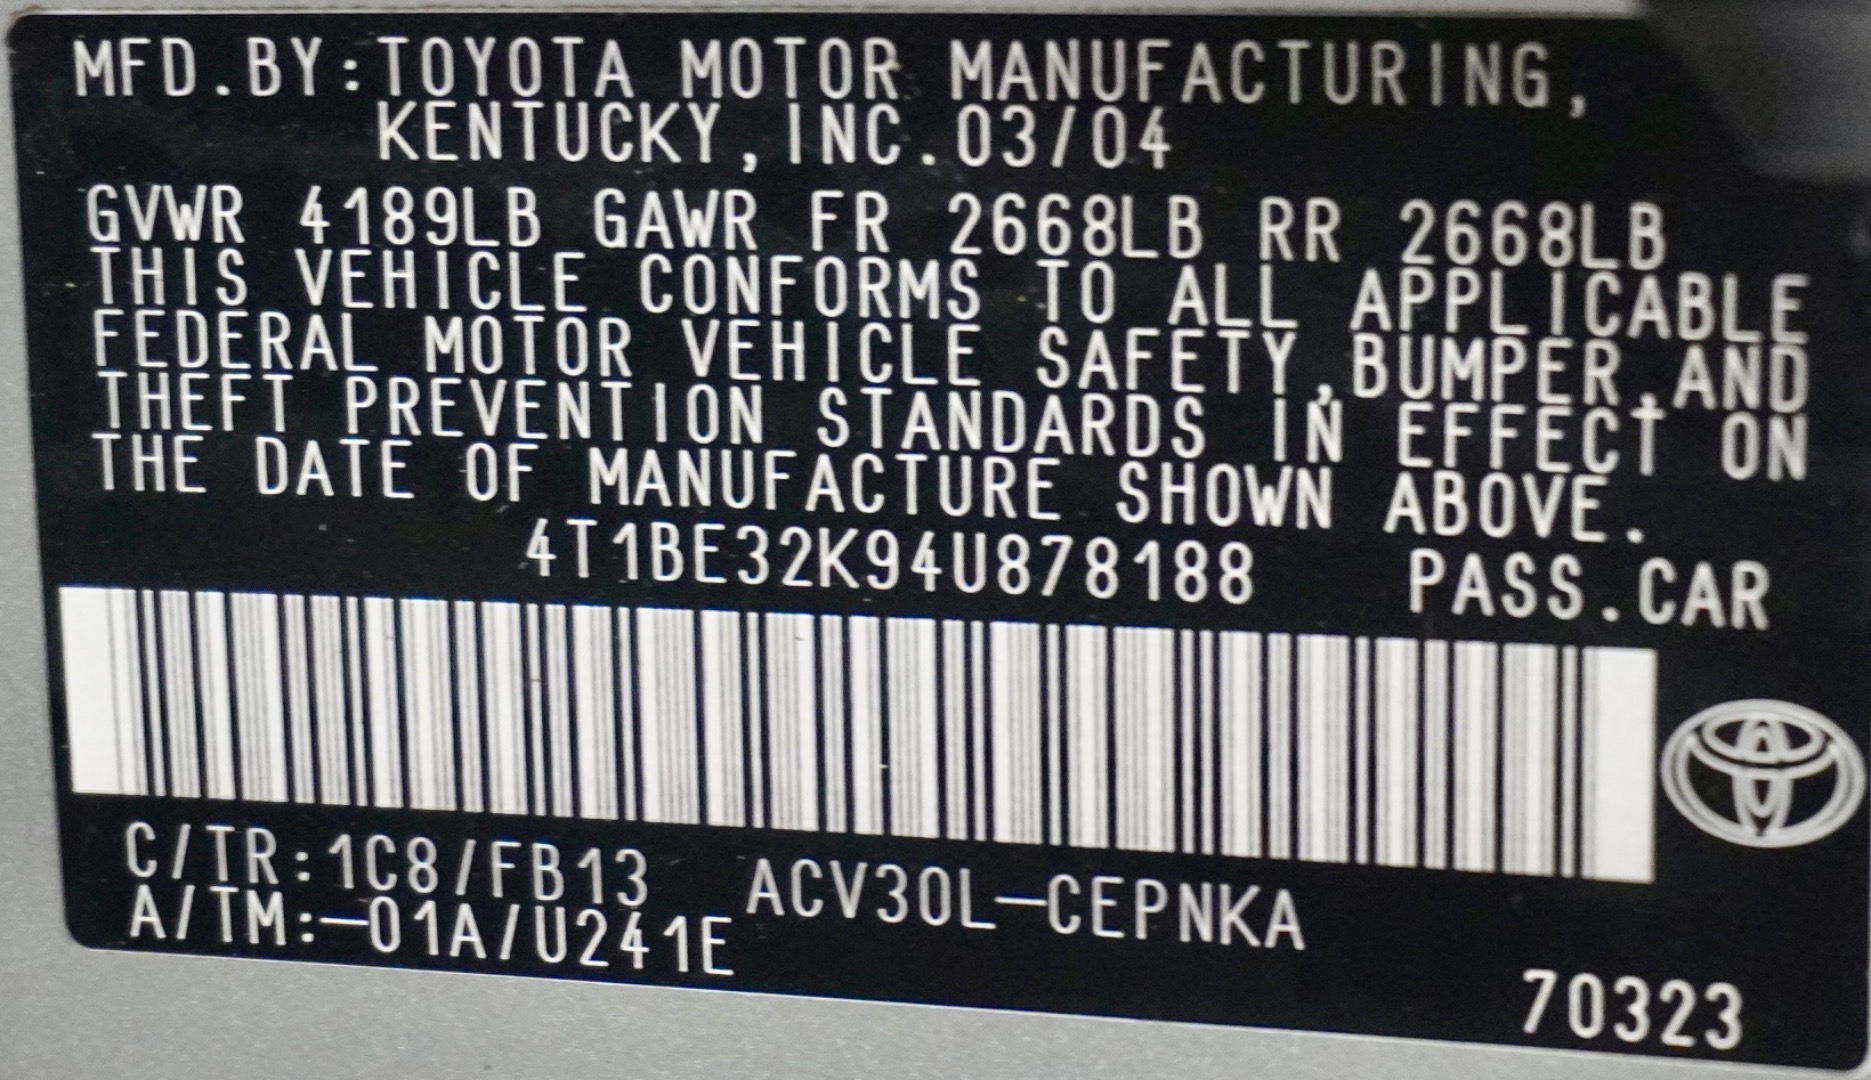 MFD.BY:TOYOTA MOTOR MANUFACTURING,
KENTUCKY, INC. 03/04
GVWR 4189LB GAWR FR 2668LB RR 2668LB
THIS VEHICLE CONFORMS TO ALL APPLICABLE
FEDERAL MOTOR VEHICLE SAFETY,BUMPER,AND
THEFT PREVENTION STANDARDS IN EFFECT ON
THE DATE OF MANUFACTURE SHOWN ABOVE.
4T1BE32K94U878188 PASS.CAR
C/TR:1C8/FB13 ACV30L-CEPNKA
A/TM:-01A/U241E
70323